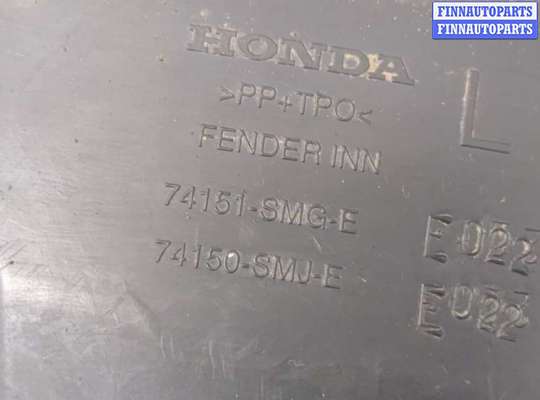 FINNAUTOPARTS
FINNAUTOPARTS
HONDA
>PP+TPO<
L
FENDER INN
74151-SMG-E
E022
74150-SMJ-E
E022